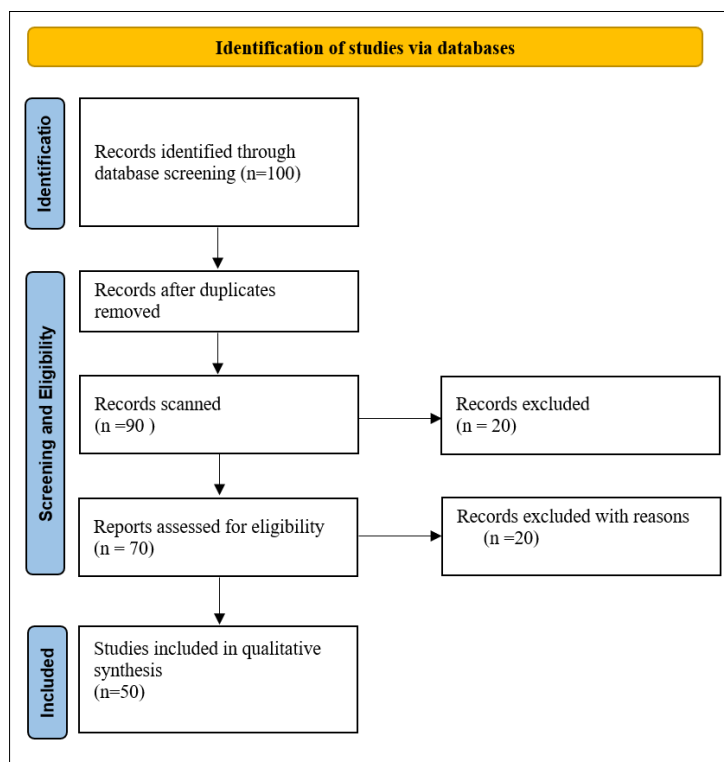 Identification of studies via databases
Identificatio
Records identified through
database screening (n=100)
Screening and Eligibility
Records after duplicates
removed
Records scanned
(n =90 )
Records excluded
(n = 20)
Reports assessed for eligibility
(n = 70)
Records excluded with reasons
(n =20)
Included
Studies included in qualitative
synthesis
(n=50)